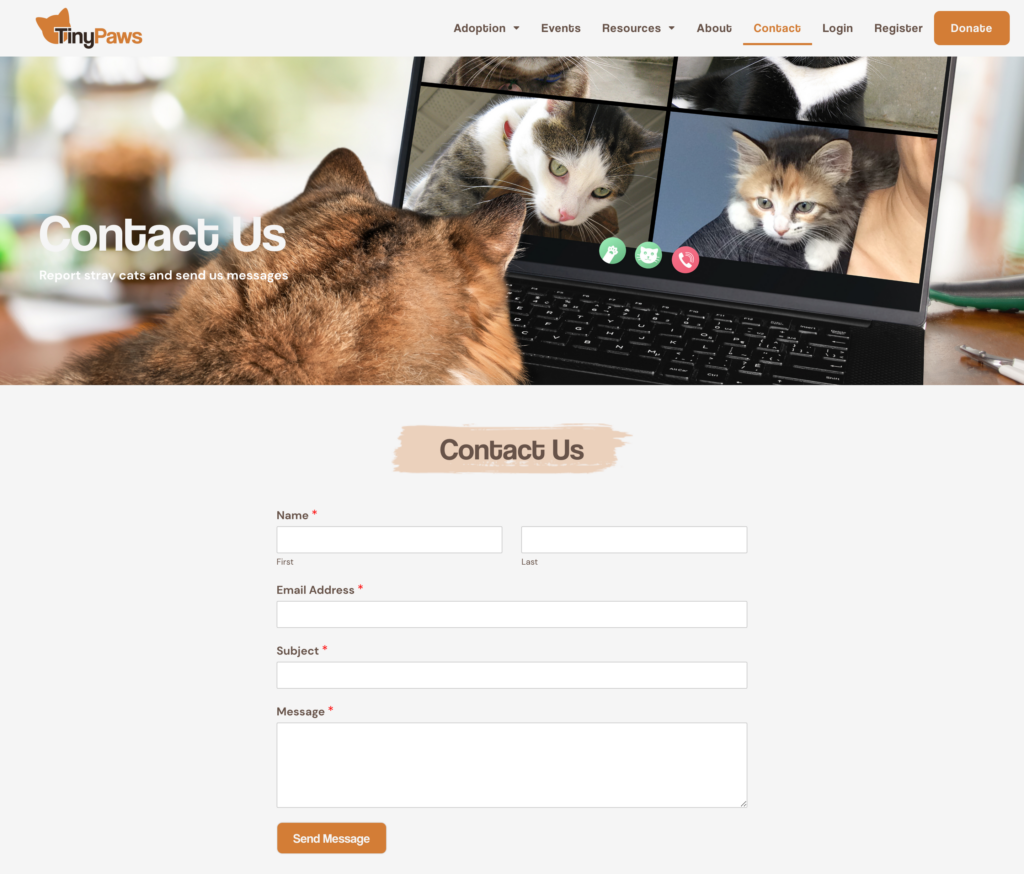 TinyPaws
Adoption Events Resources About Contact Login Register Donate
Contact Us
Report stray cats and send us messages
Contact Us
Name *
First Last
Email Address *
Subject *
Message *
Send Message